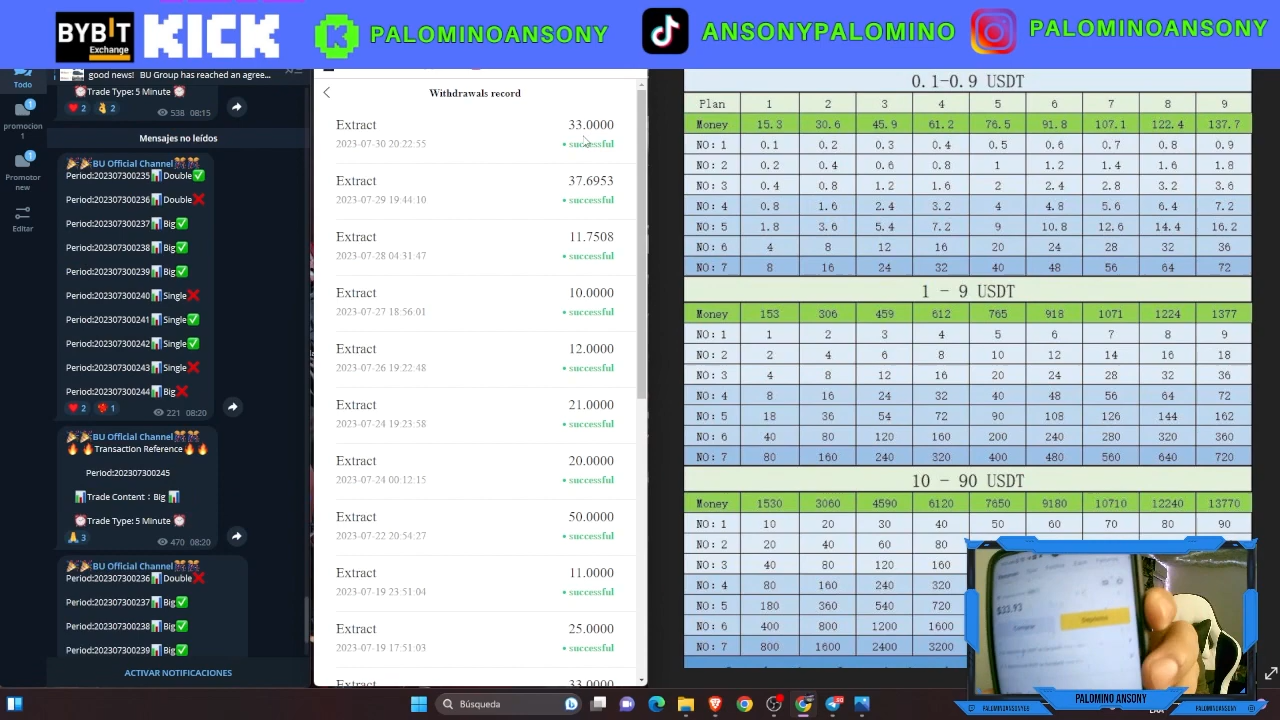 BYBIT
Exchange
KICK
PALOMINOANSONY
ANSONYPALOMINO
PALOMINOANSONY
Todo
promocion
1
Promotor
new
Editar
good news! BU Group has reached an agree...
⏰Trade Type: 5 Minute ⏰
❤2 👌2 538 08:15
Mensajes no leídos
🎉🎉BU Official Channel🎊🎊
Period:202307300235📊Double✅
Period:202307300236📊Double❌
Period:202307300237📊Big✅
Period:202307300238📊Big✅
Period:202307300239📊Big✅
Period:202307300240📊Single❌
Period:202307300241📊Single✅
Period:202307300242📊Single✅
Period:202307300243📊Single❌
Period:202307300244📊Big❌
2 1 221 08:20
🎉🎉BU Official Channel🎊🎊
🔥🔥Transaction Reference🔥🔥
Period:202307300245
📊Trade Content：Big 📊
⏰Trade Type: 5 Minute ⏰
🙏3 470 08:20
🎉🎉BU Official Channel🎊🎊
Period:202307300236📊Double❌
Period:202307300237📊Big✅
Period:202307300238📊Big✅
Period:202307300239📊Big✅
ACTIVAR NOTIFICACIONES
Withdrawals record
Extract 33.0000
2023-07-30 20:22:55 • successful
Extract 37.6953
2023-07-29 19:44:10 • successful
Extract 11.7508
2023-07-28 04:31:47 • successful
Extract 10.0000
2023-07-27 18:56:01 • successful
Extract 12.0000
2023-07-26 19:22:48 • successful
Extract 21.0000
2023-07-24 19:23:58 • successful
Extract 20.0000
2023-07-24 00:12:15 • successful
Extract 50.0000
2023-07-22 20:54:27 • successful
Extract 11.0000
2023-07-19 23:51:04 • successful
Extract 25.0000
2023-07-19 17:51:03 • successful
Extract 33.0000
0.1-0.9 USDT
Plan 1 2 3 4 5 6 7 8 9
Money 15.3 30.6 45.9 61.2 76.5 91.8 107.1 122.4 137.7
NO: 1 0.1 0.2 0.3 0.4 0.5 0.6 0.7 0.8 0.9
NO: 2 0.2 0.4 0.6 0.8 1 1.2 1.4 1.6 1.8
NO: 3 0.4 0.8 1.2 1.6 2 2.4 2.8 3.2 3.6
NO: 4 0.8 1.6 2.4 3.2 4 4.8 5.6 6.4 7.2
NO: 5 1.8 3.6 5.4 7.2 9 10.8 12.6 14.4 16.2
NO: 6 4 8 12 16 20 24 28 32 36
NO: 7 8 16 24 32 40 48 56 64 72
1 - 9 USDT
Money 153 306 459 612 765 918 1071 1224 1377
NO: 1 1 2 3 4 5 6 7 8 9
NO: 2 2 4 6 8 10 12 14 16 18
NO: 3 4 8 12 16 20 24 28 32 36
NO: 4 8 16 24 32 40 48 56 64 72
NO: 5 18 36 54 72 90 108 126 144 162
NO: 6 40 80 120 160 200 240 280 320 360
NO: 7 80 160 240 320 400 480 560 640 720
10 - 90 USDT
Money 1530 3060 4590 6120 7650 9180 10710 12240 13770
NO: 1 10 20 30 40 50 60 70 80 90
NO: 2 20 40 60 80
NO: 3 40 80 120 160
NO: 4 80 160 240 320
NO: 5 180 360 540 720
NO: 6 400 800 1200 1600
NO: 7 800 1600 2400 3200
$33.93
PALOMINO ANSONY
Búsqueda